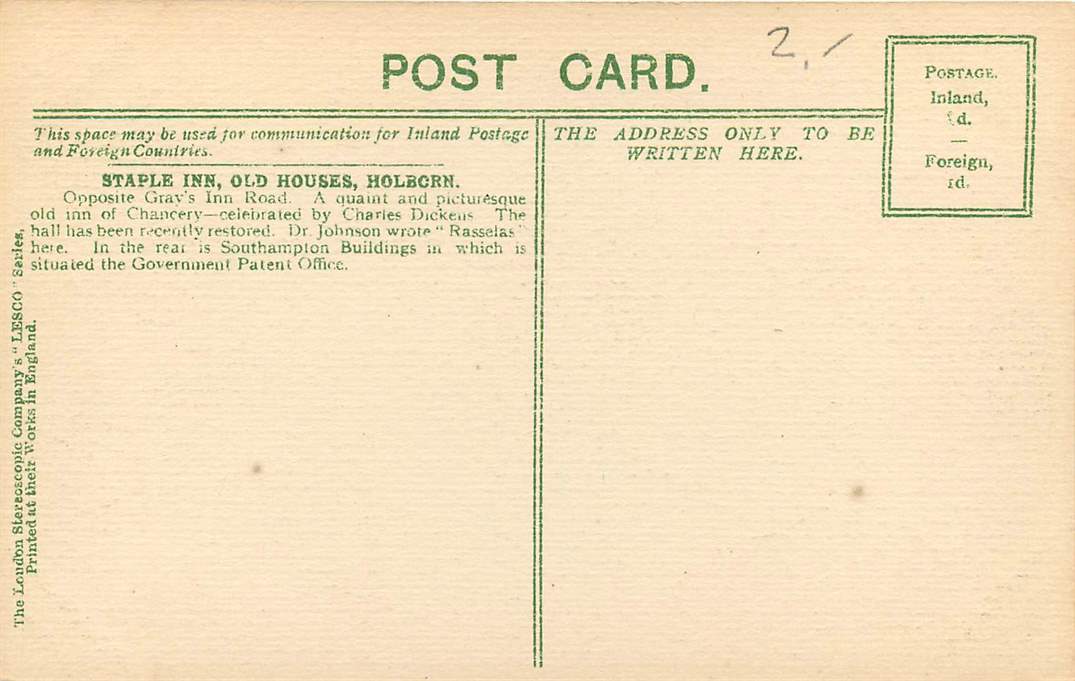 2,-
POST CARD.
POSTAGE.
Inland,
½d.
Foreign,
1d.
This space may be used for communication for Inland Postage
and Foreign Countries.
THE ADDRESS ONLY TO BE
WRITTEN HERE.
STAPLE INN, OLD HOUSES, HOLBORN.
Opposite Gray's Inn Road. A quaint and picturesque
old inn of Chancery—celebrated by Charles Dickens The
hall has been recently restored. Dr. Johnson wrote "Rasselas"
here. In the rear is Southampton Buildings in which is
situated the Government Patent Office.
The London Stereoscopic Company's "LESCO" Series,
Printed at their Works in England.